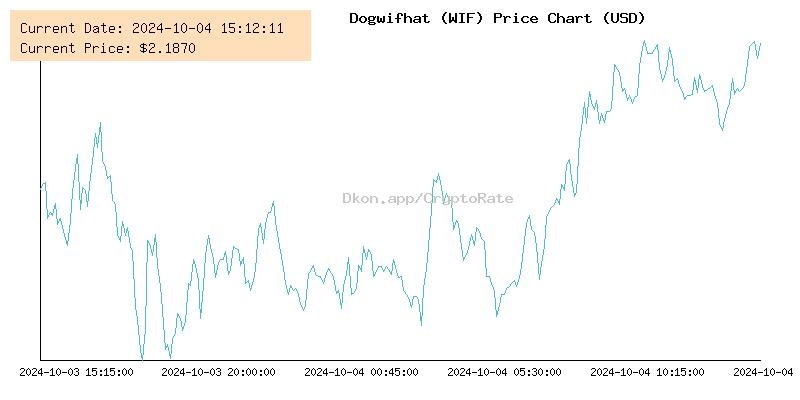 Dogwifhat (WIF) Price Chart (USD)
Current Date: 2024-10-04 15:12:11
Current Price: $2.1870
Dkon.app/CryptoRate
2024-10-03 15:15:00 2024-10-03 20:00:00 2024-10-04 00:45:00 2024-10-04 05:30:00 2024-10-04 10:15:00 2024-10-04